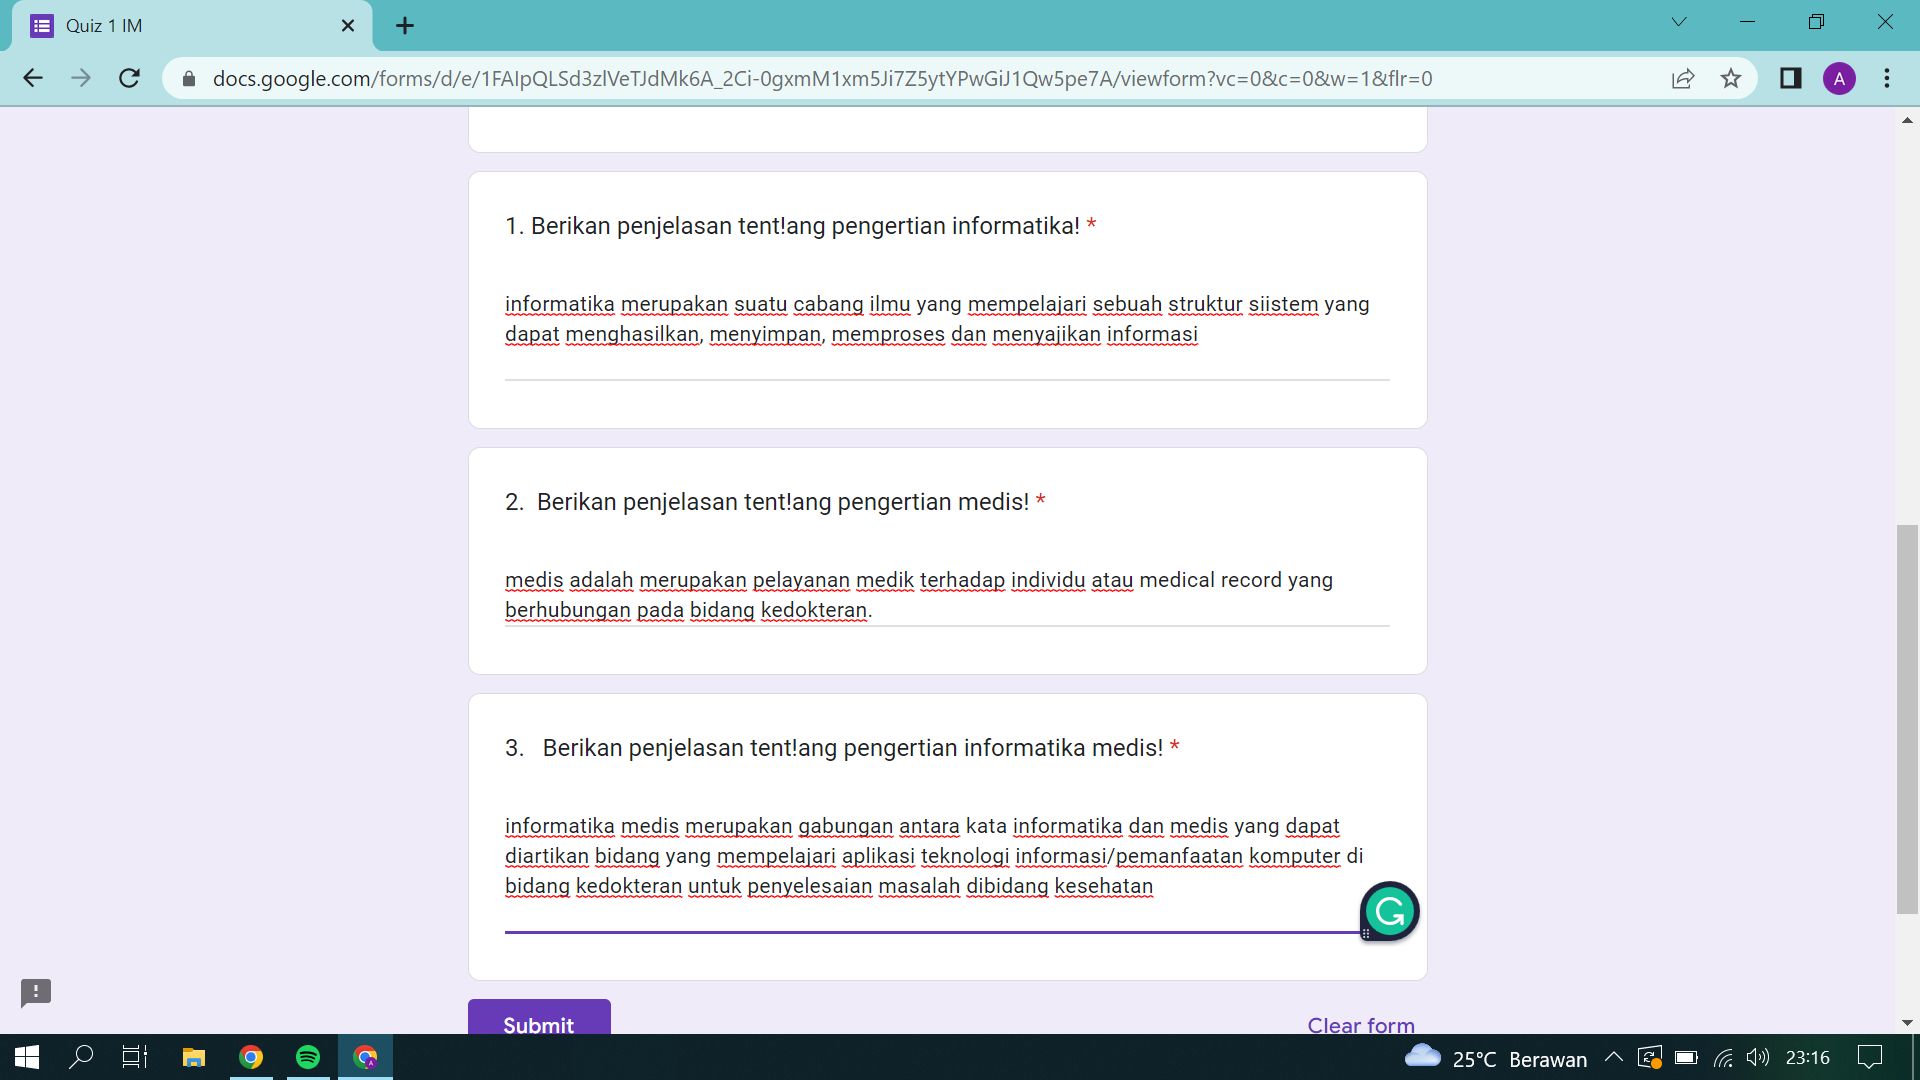 Quiz 1 IM
docs.google.com/forms/d/e/1FAIpQLSd3zlVeTJdMk6A_2Ci-0gxmM1xm5Ji7Z5ytYPwGiJ1Qw5pe7A/viewform?vc=0&c=0&w=1&flr=0
A
1. Berikan penjelasan tent!ang pengertian informatika! *
informatika merupakan suatu cabang ilmu yang mempelajari sebuah struktur siistem yang
dapat menghasilkan, menyimpan, memproses dan menyajikan informasi
2. Berikan penjelasan tent!ang pengertian medis! *
medis adalah merupakan pelayanan medik terhadap individu atau medical record yang
berhubungan pada bidang kedokteran.
3. Berikan penjelasan tent!ang pengertian informatika medis! *
informatika medis merupakan gabungan antara kata informatika dan medis yang dapat
diartikan bidang yang mempelajari aplikasi teknologi informasi/pemanfaatan komputer di
bidang kedokteran untuk penyelesaian masalah dibidang kesehatan
Submit
Clear form
25°C Berawan
23:16